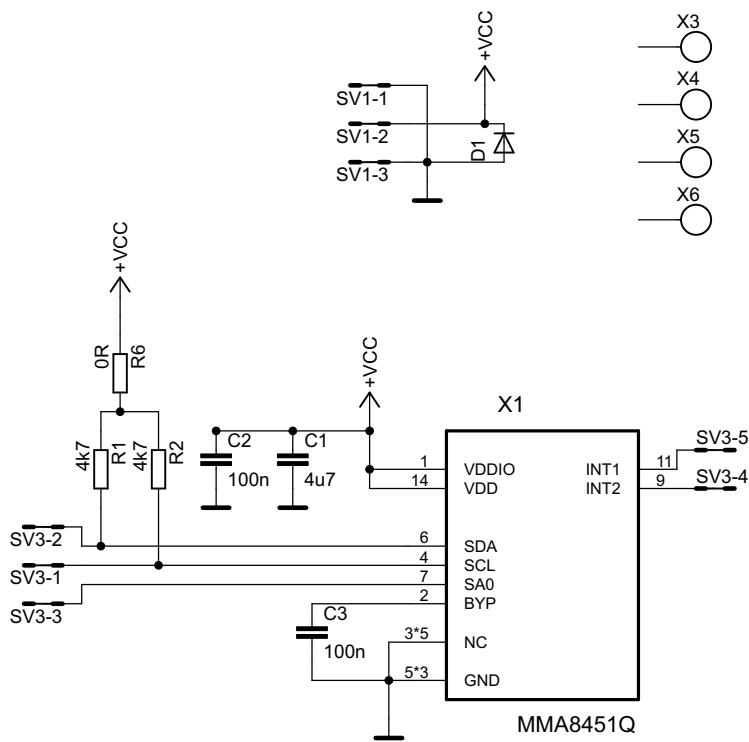 +VCC
X3
X4
X5
X6
SV1-1
SV1-2
SV1-3
D1
+VCC
0R
R6
+VCC
4k7
R1
4k7
R2
C2
100n
C1
4u7
X1
1
VDDIO
14
VDD
INT1
11
SV3-5
INT2
9
SV3-4
SV3-2
6
SDA
SV3-1
4
SCL
SV3-3
7
SA0
2
BYP
C3
100n
3*5
NC
5*3
GND
MMA8451Q